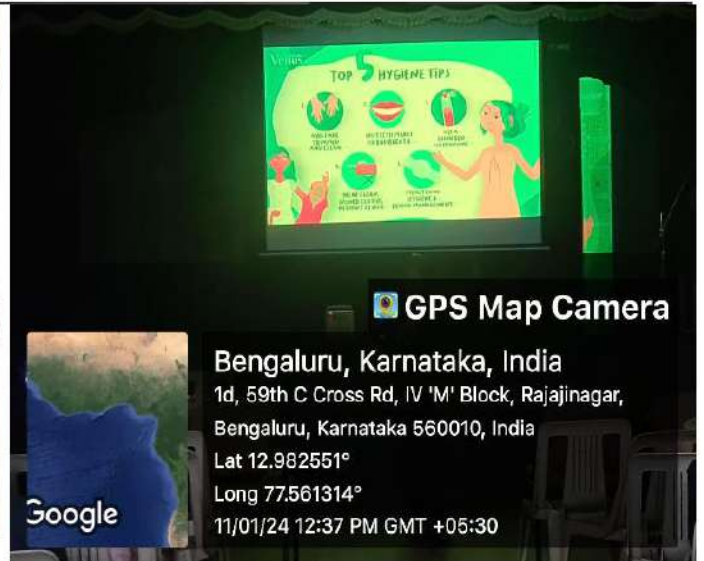 Venus
TOP 5 HYGIENE TIPS
GPS Map Camera
Bengaluru, Karnataka, India
1d, 59th C Cross Rd, IV 'M' Block, Rajajinagar,
Bengaluru, Karnataka 560010, India
Lat 12.982551°
Long 77.561314°
11/01/24 12:37 PM GMT +05:30
Google